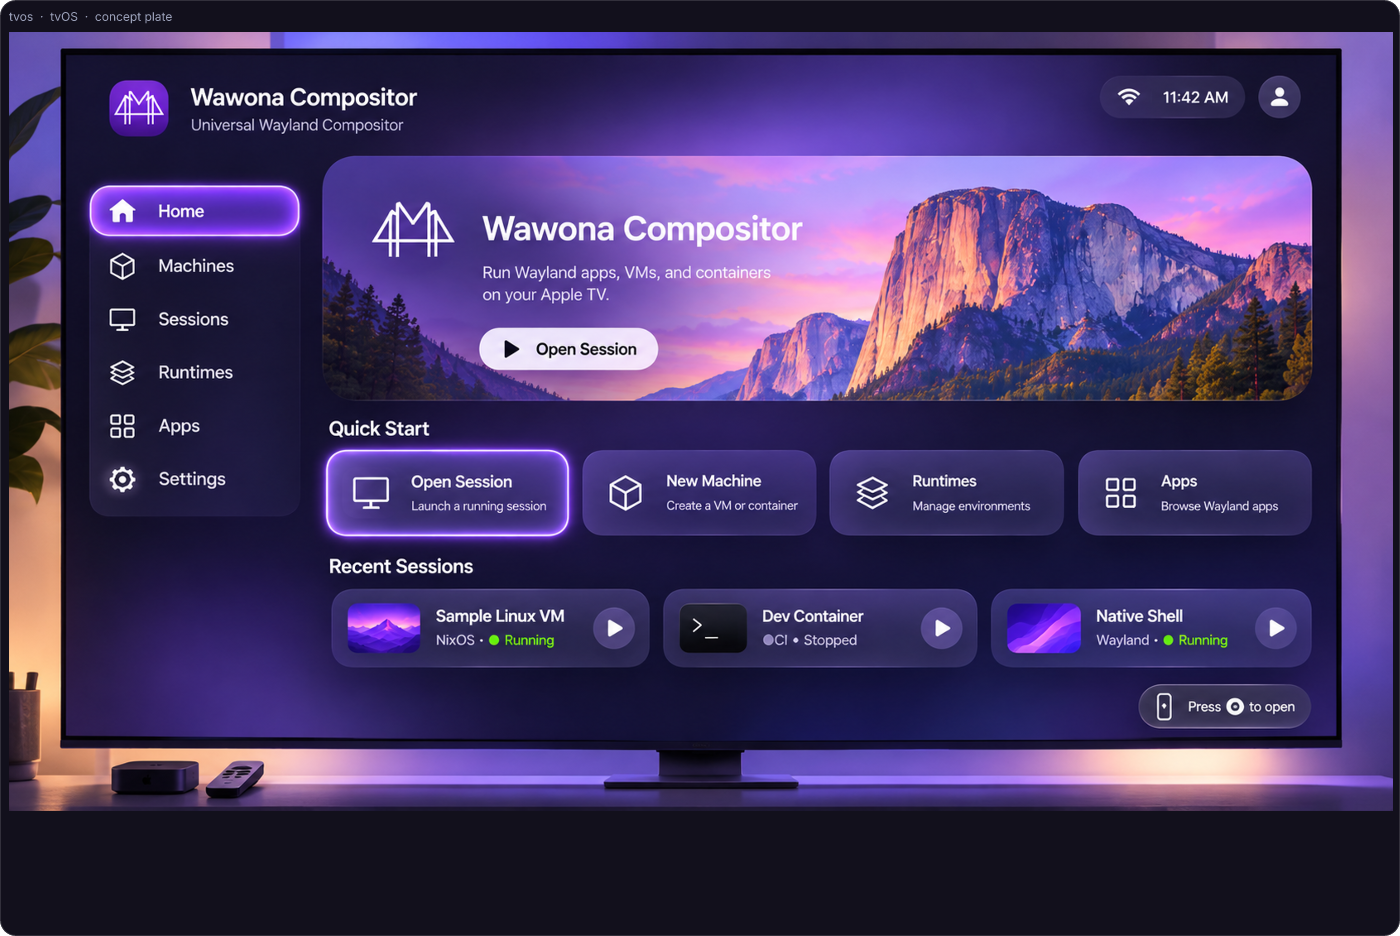 tvos · tvOS · concept plate
Wawona Compositor
Universal Wayland Compositor
11:42 AM
Home
Machines
Sessions
Runtimes
Apps
Settings
Wawona Compositor
Run Wayland apps, VMs, and containers
on your Apple TV.
Open Session
Quick Start
Open Session
Launch a running session
New Machine
Create a VM or container
Runtimes
Manage environments
Apps
Browse Wayland apps
Recent Sessions
Sample Linux VM
NixOS • Running
>_
Dev Container
CI • Stopped
Native Shell
Wayland • Running
Press to open